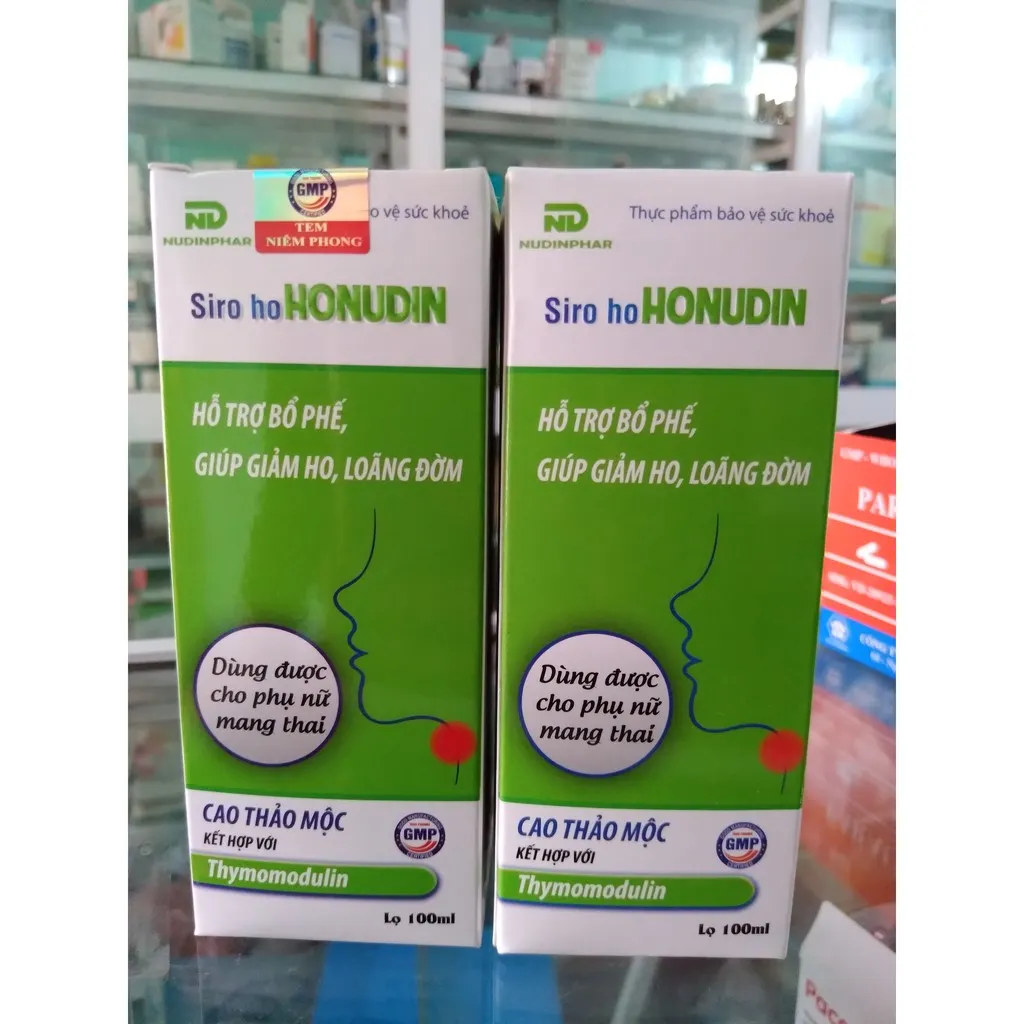 GMP
TEM
NIÊM PHONG
ND
NUDINPHAR
vệ sức khoẻ
Siro ho HONUDIN
HỖ TRỢ BỔ PHẾ,
GIÚP GIẢM HO, LOÃNG ĐỜM
Dùng được
cho phụ nữ
mang thai
CAO THẢO MỘC
KẾT HỢP VỚI
GMP
Thymomodulin
Lọ 100ml
ND
NUDINPHAR
Thực phẩm bảo vệ sức khoẻ
Siro ho HONUDIN
HỖ TRỢ BỔ PHẾ,
GIÚP GIẢM HO, LOÃNG ĐỜM
Dùng được
cho phụ nữ
mang thai
CAO THẢO MỘC
KẾT HỢP VỚI
GMP
Thymomodulin
Lọ 100ml
PAR
CÔNG